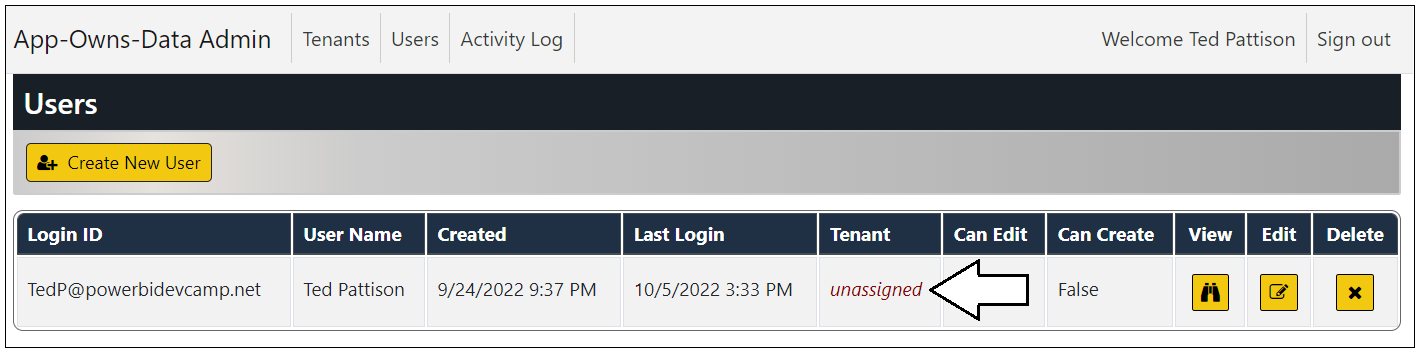 App-Owns-Data Admin Tenants Users Activity Log Welcome Ted Pattison Sign out
Users
Create New User
Login ID User Name Created Last Login Tenant Can Edit Can Create View Edit Delete
TedP@powerbidevcamp.net Ted Pattison 9/24/2022 9:37 PM 10/5/2022 3:33 PM unassigned False